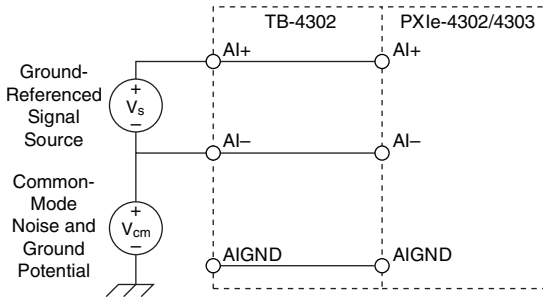 TB-4302
PXIe-4302/4303
AI+
AI+
Ground-
Referenced
Signal
Source
+
Vs
–
AI–
AI–
Common-
Mode
Noise and
Ground
Potential
+
Vcm
–
AIGND
AIGND